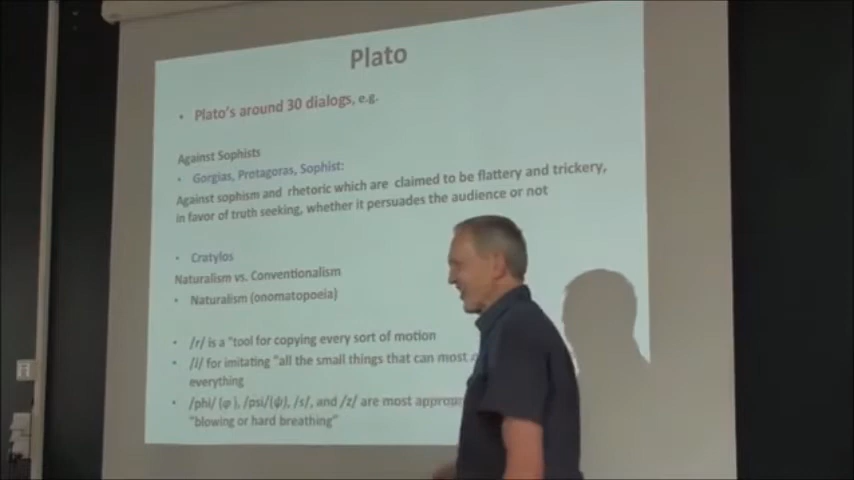 Plato
• Plato's around 30 dialogs, e.g.
Against Sophists
• Gorgias, Protagoras, Sophist:
Against sophism and rhetoric which are claimed to be flattery and trickery,
in favor of truth seeking, whether it persuades the audience or not
• Cratylos
Naturalism vs. Conventionalism
• Naturalism (onomatopoeia)
• /r/ is a "tool for copying every sort of motion
• /i/ for imitating "all the small things that can most
everything
• /phi/ (φ), /psi/(ψ), /s/, and /z/ are most
"blowing or hard breathing"